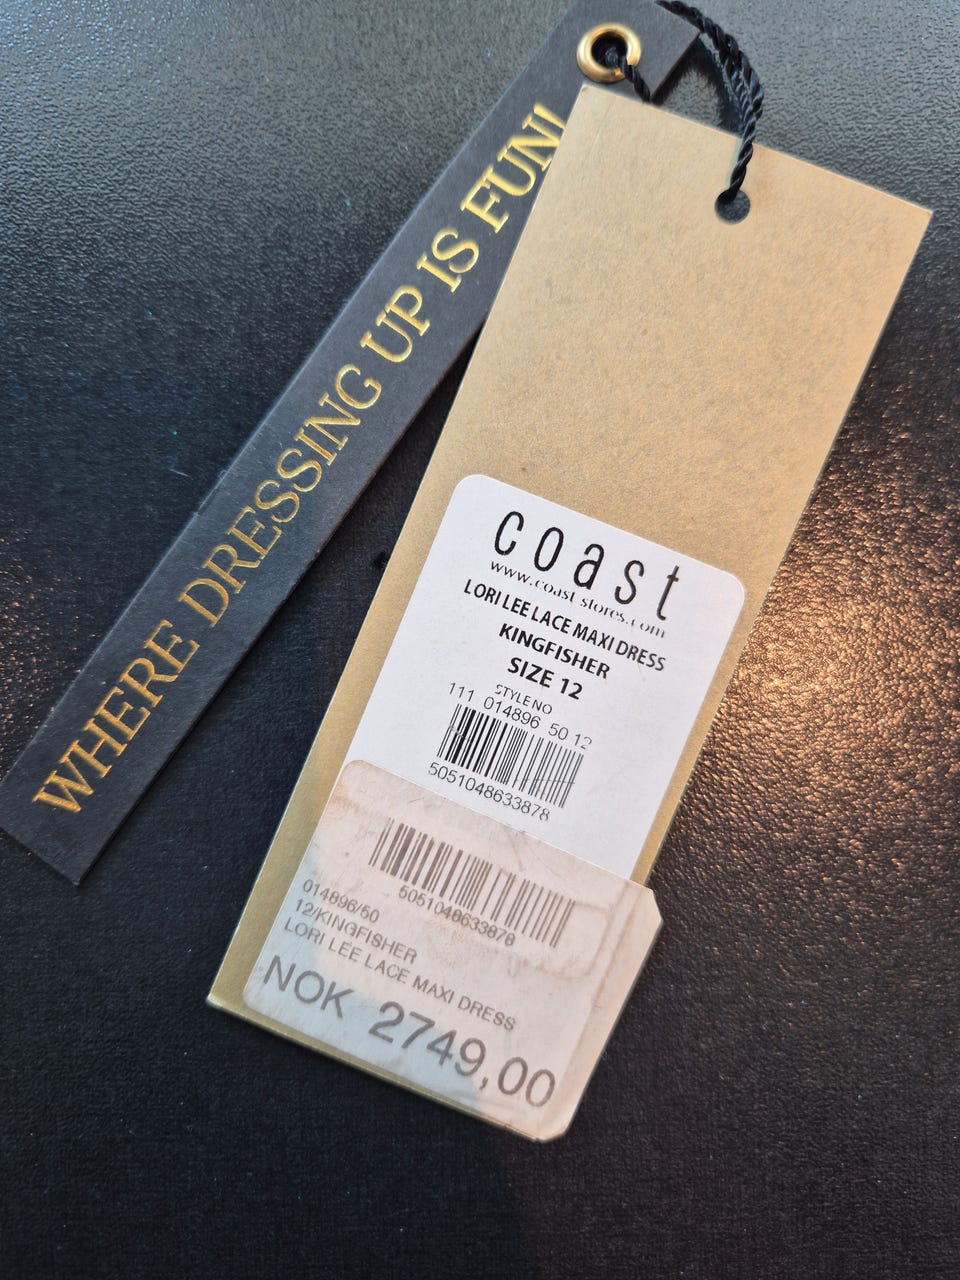 WHERE DRESSING UP IS FUN!
coast
www.coast-stores.com
LORI LEE LACE MAXI DRESS
KINGFISHER
SIZE 12
STYLE NO
111 014896 50 12
5051048633878
5051048633878
014896/50
12/KINGFISHER
LORI LEE LACE MAXI DRESS
NOK 2749,00